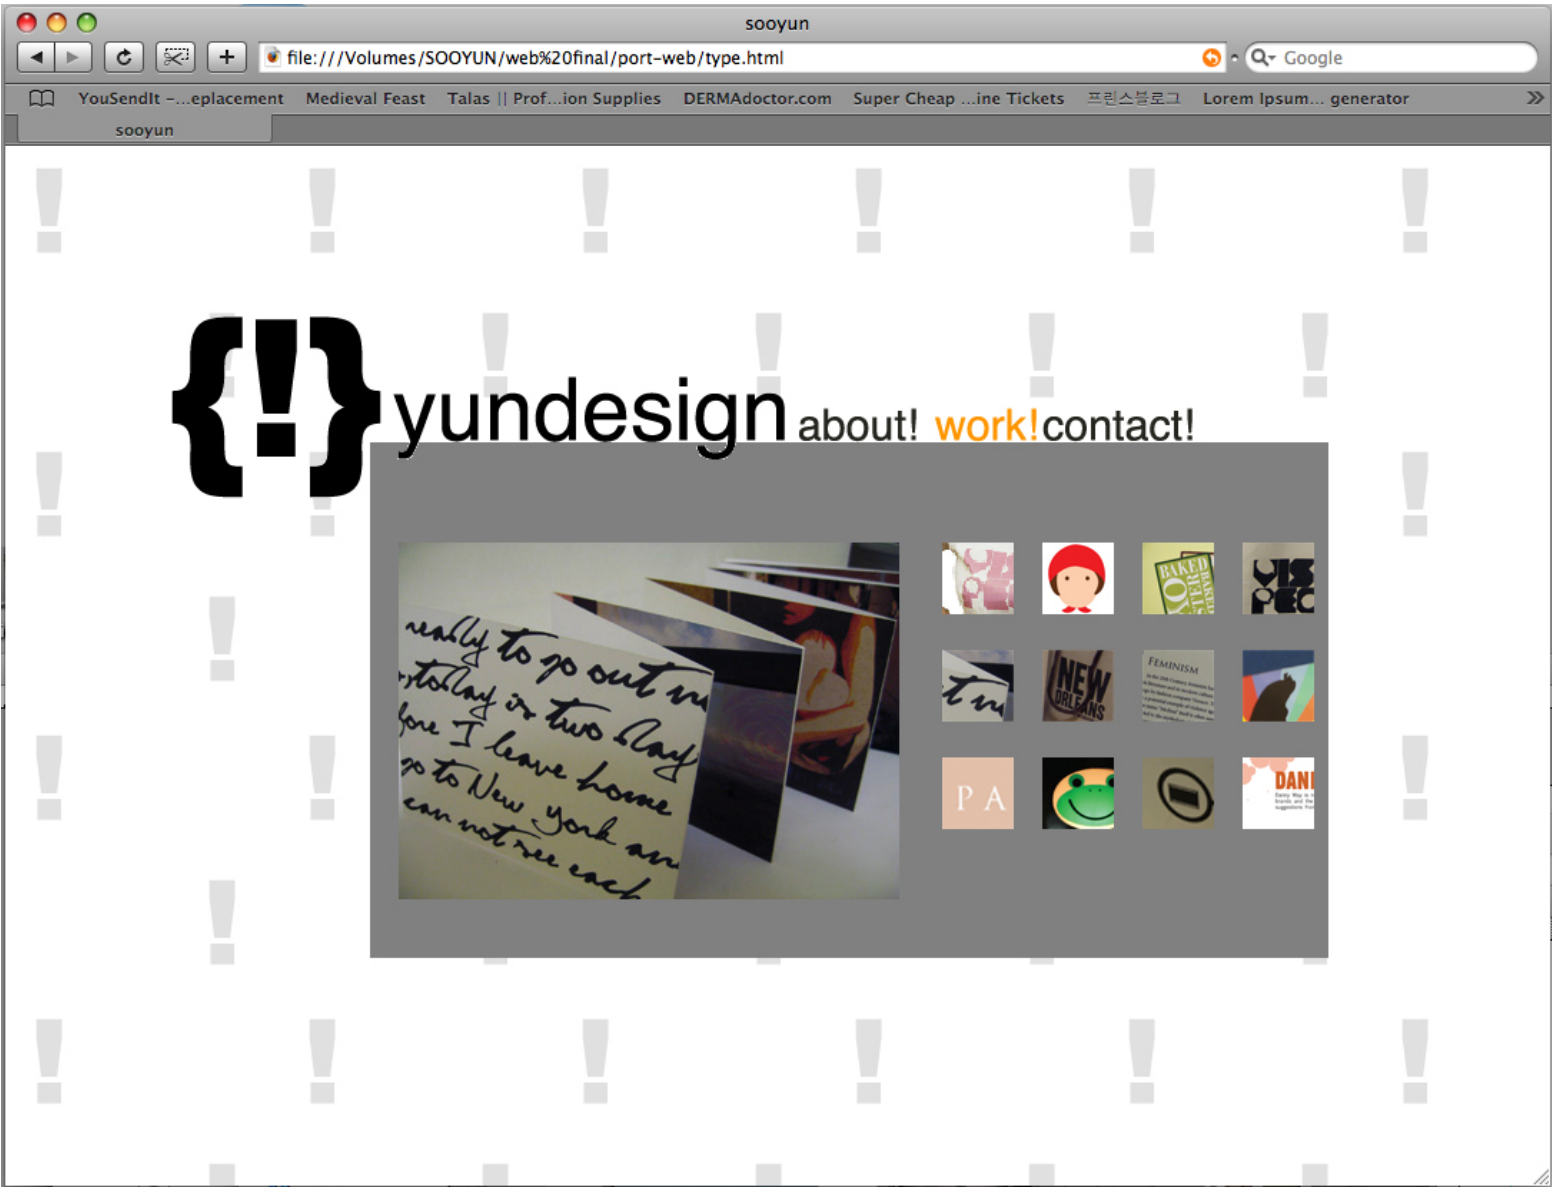 sooyun
file:///Volumes/SOOYUN/web%20final/port-web/type.html
Google
YouSendIt –...eplacement
Medieval Feast
Talas || Prof...ion Supplies
DERMAdoctor.com
Super Cheap ...ine Tickets
프린스블로그
Lorem Ipsum... generator
sooyun
{!} yundesign about! work! contact!
ready to go out
today is two days
fore I leave home
go to New York an
can not see each
BAKED
NEW
ORLEANS
FEMINISM
P A
DANN